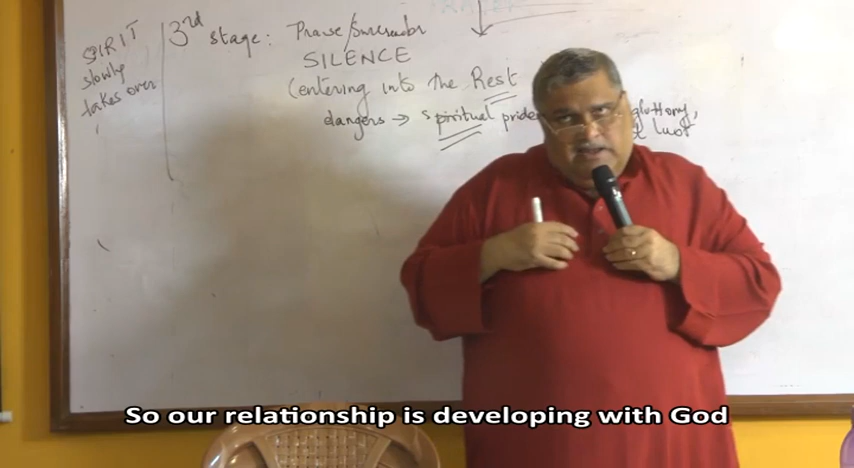 SPIRIT
slowly
takes over
3rd stage: Praise/Surrender
SILENCE
(entering into the Rest
dangers → spiritual pride
gluttony,
lust
So our relationship is developing with God